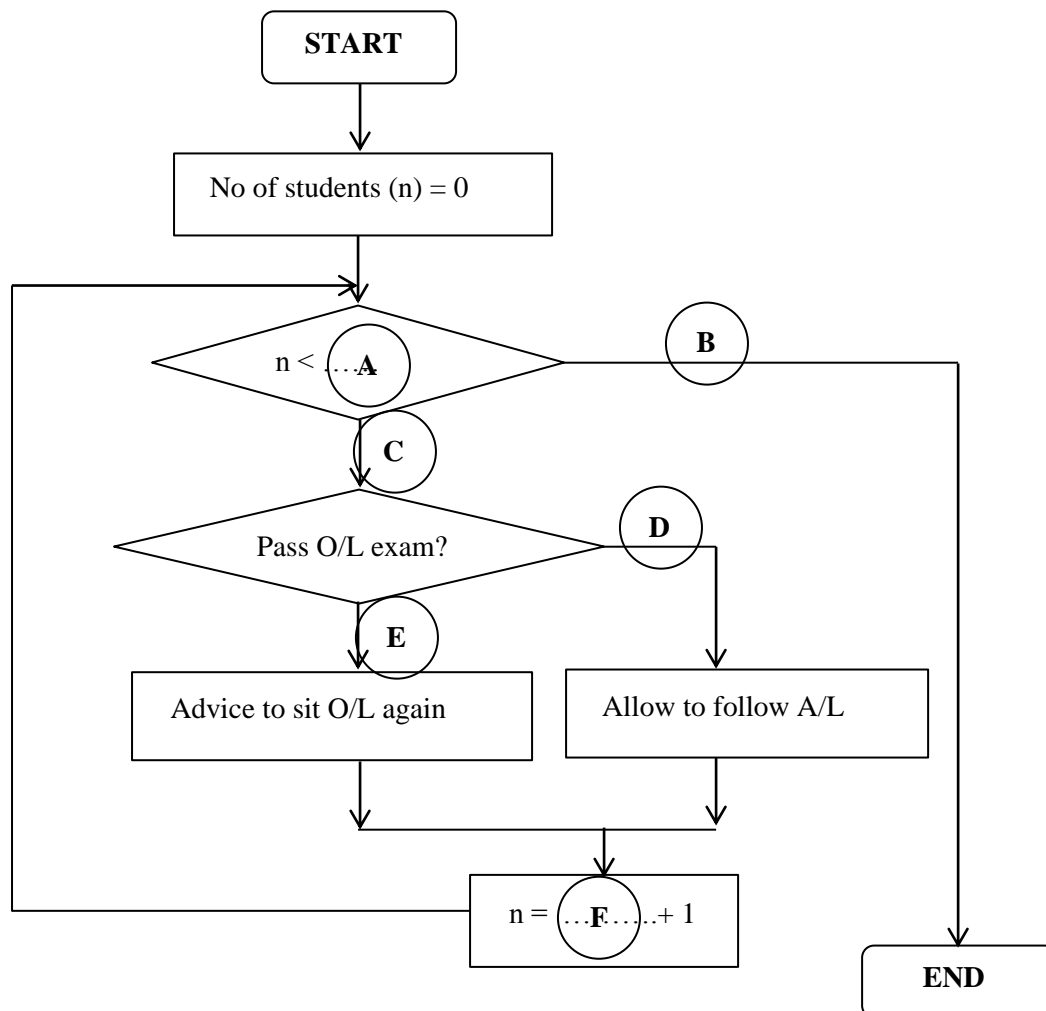 START
No of students (n) = 0
n < ...... A
B
C
Pass O/L exam?
D
E
Advice to sit O/L again
Allow to follow A/L
n = ...F......+ 1
END